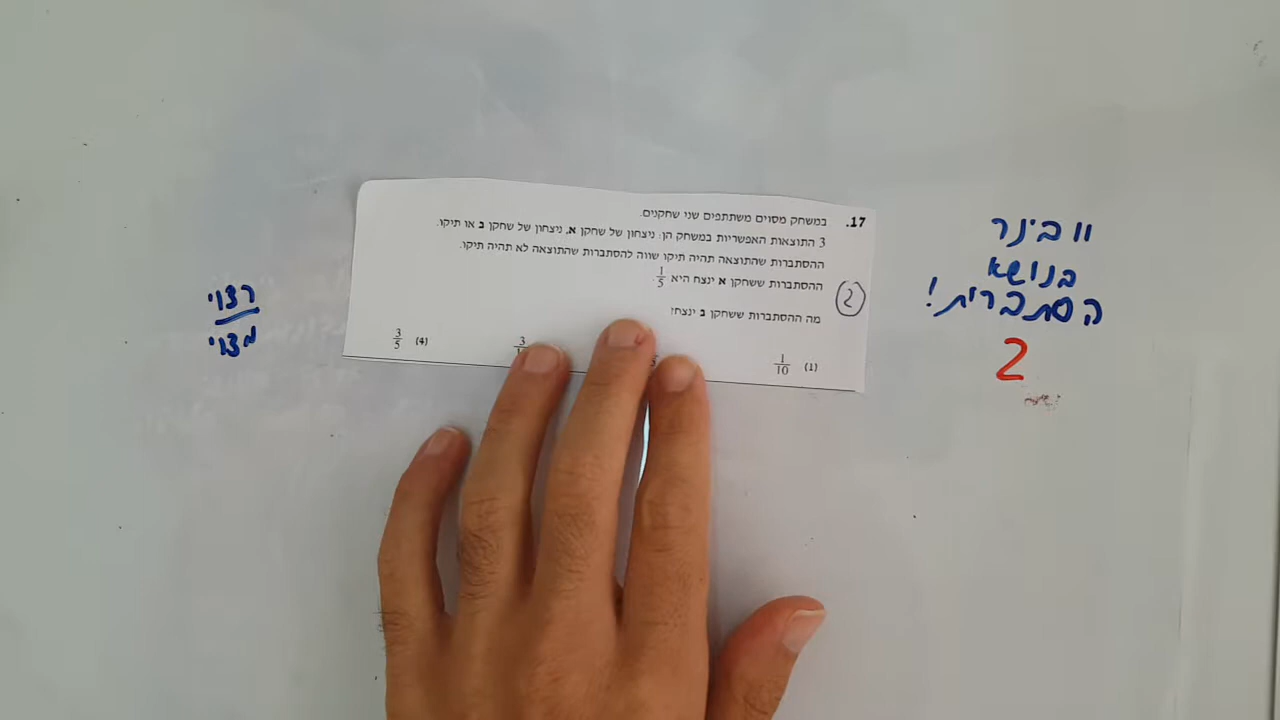 .17 במשחק מסוים משתתפים שני שחקנים.
3 התוצאות האפשריות במשחק הן: ניצחון של שחקן א, ניצחון של שחקן ב או תיקו.
ההסתברות שהתוצאה תהיה תיקו שווה להסתברות שהתוצאה לא תהיה תיקו.
ההסתברות ששחקן א ינצח היא 1/5.
מה ההסתברות ששחקן ב ינצח?
(1) 1/10
(4) 3/5
2
וובינר
בנושא
הסתברות!
2
רצוי
מצוי